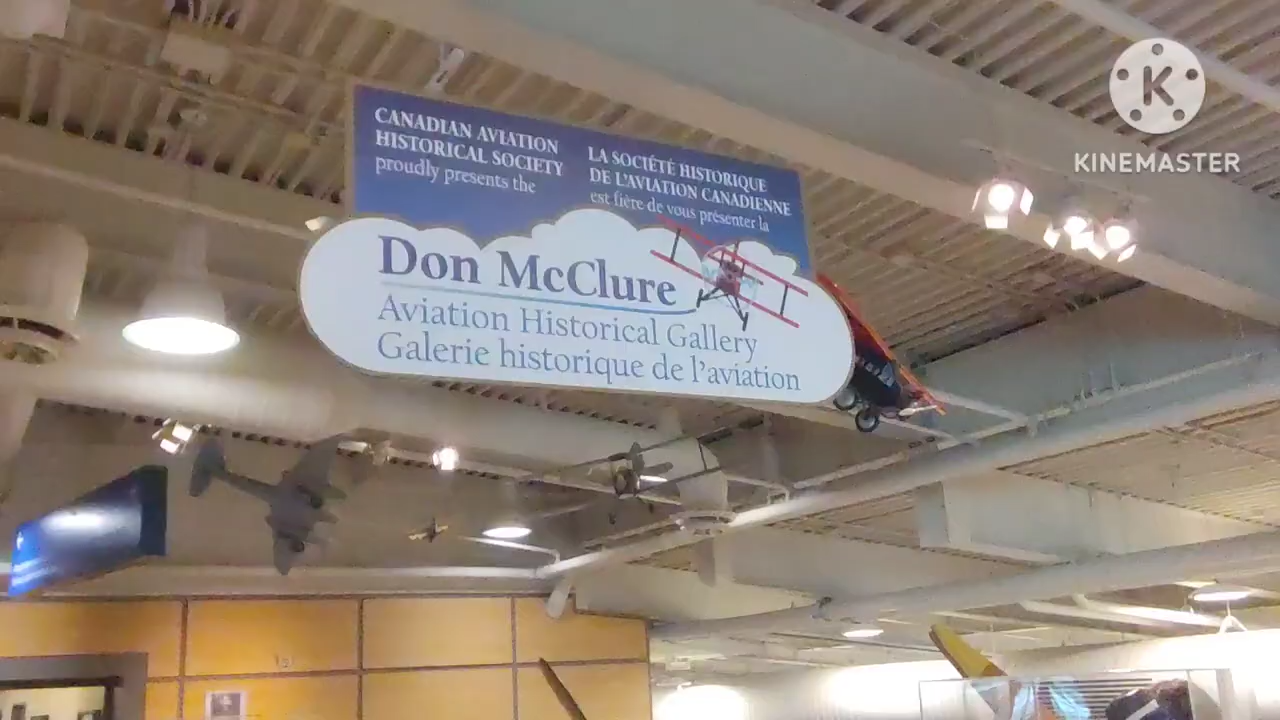 CANADIAN AVIATION
HISTORICAL SOCIETY
proudly presents the
LA SOCIÉTÉ HISTORIQUE
DE L'AVIATION CANADIENNE
est fière de vous présenter la
Don McClure
Aviation Historical Gallery
Galerie historique de l'aviation
K
KINEMASTER